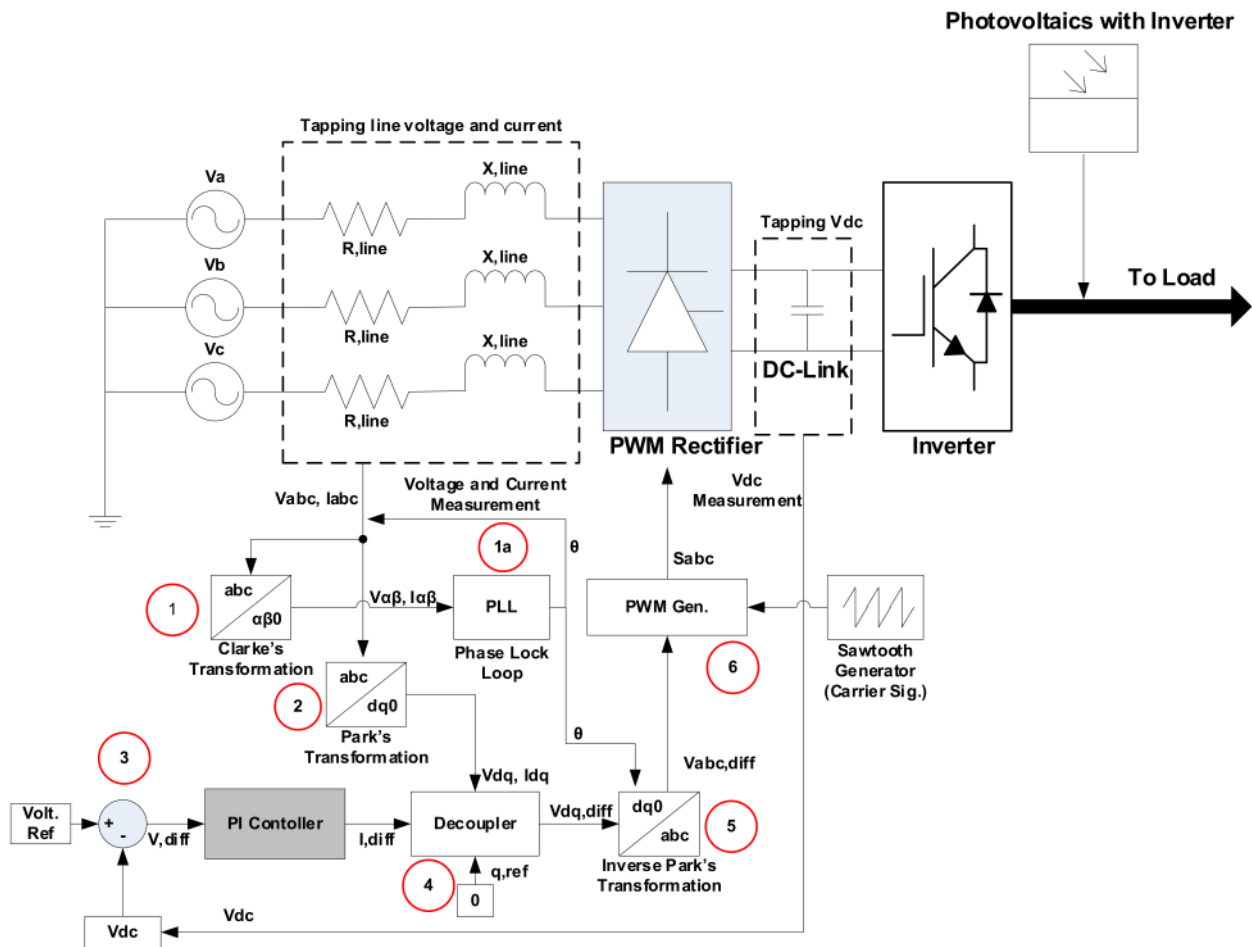 Photovoltaics with Inverter
Tapping line voltage and current
Va
X,line
R,line
Vb
X,line
R,line
Vc
X,line
R,line
Tapping Vdc
To Load
DC-Link
PWM Rectifier
Inverter
Vabc, Iabc
Voltage and Current
Measurement
Vdc
Measurement
1a
θ
Sabc
1
abc
αβ0
Vαβ, Iαβ
PLL
PWM Gen.
Clarke's
Transformation
Phase Lock
Loop
6
Sawtooth
Generator
(Carrier Sig.)
2
abc
dq0
Park's
Transformation
θ
3
Vdq, Idq
Vabc,diff
Volt.
Ref
+
-
V,diff
PI Contoller
I,diff
Decoupler
Vdq,diff
dq0
abc
5
4
q,ref
0
Inverse Park's
Transformation
Vdc
Vdc